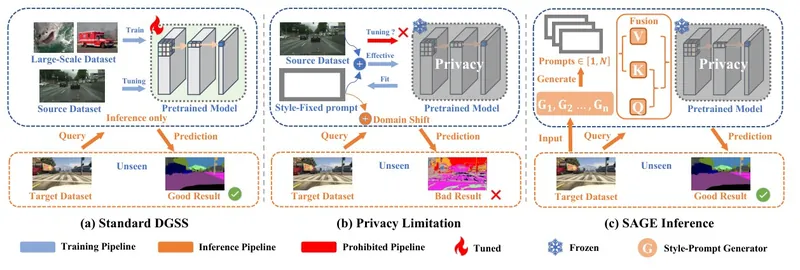 Train
Large-Scale Dataset
Tuning
Source Dataset
Pretrained Model
Inference only
Query
Prediction
Unseen
Target Dataset
Good Result
(a) Standard DGSS
Tuning ?
Source Dataset
Effective
Fit
Privacy
Style-Fixed prompt
Pretrained Model
Domain Shift
Query
Prediction
Unseen
Target Dataset
Bad Result
(b) Privacy Limitation
Fusion
V
K
Q
Prompts ∈ [1, N]
Generate
G1, G2 ..., Gn
Privacy
Pretrained Model
Input
Query
Prediction
Unseen
Target Dataset
Good Result
(c) SAGE Inference
Training Pipeline
Inference Pipeline
Prohibited Pipeline
Tuned
Frozen
G
Style-Prompt Generator